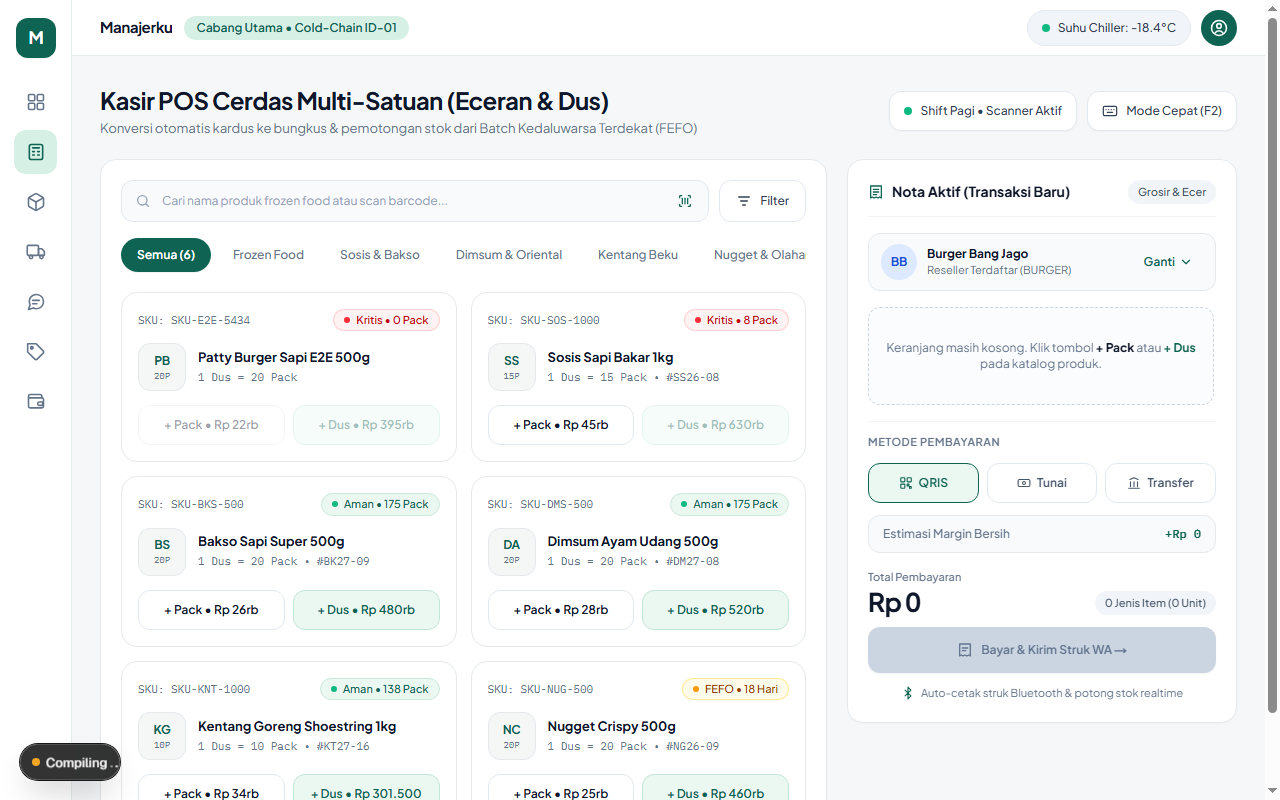 M
Manajerku
Cabang Utama • Cold-Chain ID-01
Suhu Chiller: -18.4°C
Kasir POS Cerdas Multi-Satuan (Eceran & Dus)
Konversi otomatis kardus ke bungkus & pemotongan stok dari Batch Kedaluwarsa Terdekat (FEFO)
Shift Pagi • Scanner Aktif
Mode Cepat (F2)
Cari nama produk frozen food atau scan barcode...
Filter
Semua (6)
Frozen Food
Sosis & Bakso
Dimsum & Oriental
Kentang Beku
Nugget & Olaha
SKU: SKU-E2E-5434
Kritis • 0 Pack
PB
20P
Patty Burger Sapi E2E 500g
1 Dus = 20 Pack
+ Pack • Rp 22rb
+ Dus • Rp 395rb
SKU: SKU-SOS-1000
Kritis • 8 Pack
SS
15P
Sosis Sapi Bakar 1kg
1 Dus = 15 Pack • #SS26-08
+ Pack • Rp 45rb
+ Dus • Rp 630rb
SKU: SKU-BKS-500
Aman • 175 Pack
BS
20P
Bakso Sapi Super 500g
1 Dus = 20 Pack • #BK27-09
+ Pack • Rp 26rb
+ Dus • Rp 480rb
SKU: SKU-DMS-500
Aman • 175 Pack
DA
20P
Dimsum Ayam Udang 500g
1 Dus = 20 Pack • #DM27-08
+ Pack • Rp 28rb
+ Dus • Rp 520rb
SKU: SKU-KNT-1000
Aman • 138 Pack
KG
10P
Kentang Goreng Shoestring 1kg
1 Dus = 10 Pack • #KT27-16
+ Pack • Rp 34rb
+ Dus • Rp 301.500
SKU: SKU-NUG-500
FEFO • 18 Hari
NC
20P
Nugget Crispy 500g
1 Dus = 20 Pack • #NG26-09
+ Pack • Rp 25rb
+ Dus • Rp 460rb
Nota Aktif (Transaksi Baru)
Grosir & Ecer
BB
Burger Bang Jago
Reseller Terdaftar (BURGER)
Ganti
Keranjang masih kosong. Klik tombol + Pack atau + Dus
pada katalog produk.
METODE PEMBAYARAN
QRIS
Tunai
Transfer
Estimasi Margin Bersih
+Rp 0
Total Pembayaran
Rp 0
0 Jenis Item (0 Unit)
Bayar & Kirim Struk WA →
Auto-cetak struk Bluetooth & potong stok realtime
Compiling ..